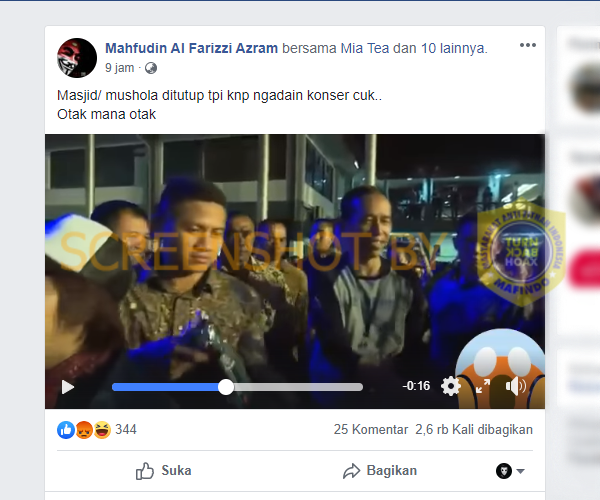 Mahfudin Al Farizzi Azram bersama Mia Tea dan 10 lainnya.
9 jam
Masjid/ mushola ditutup tpi knp ngadain konser cuk..
Otak mana otak
SCREENSHOT BY
MASYARAKAT ANTI FITNAH INDONESIA
TURN
BACK
HOAX
MAFINDO
-0:16
344
25 Komentar 2,6 rb Kali dibagikan
Suka
Bagikan